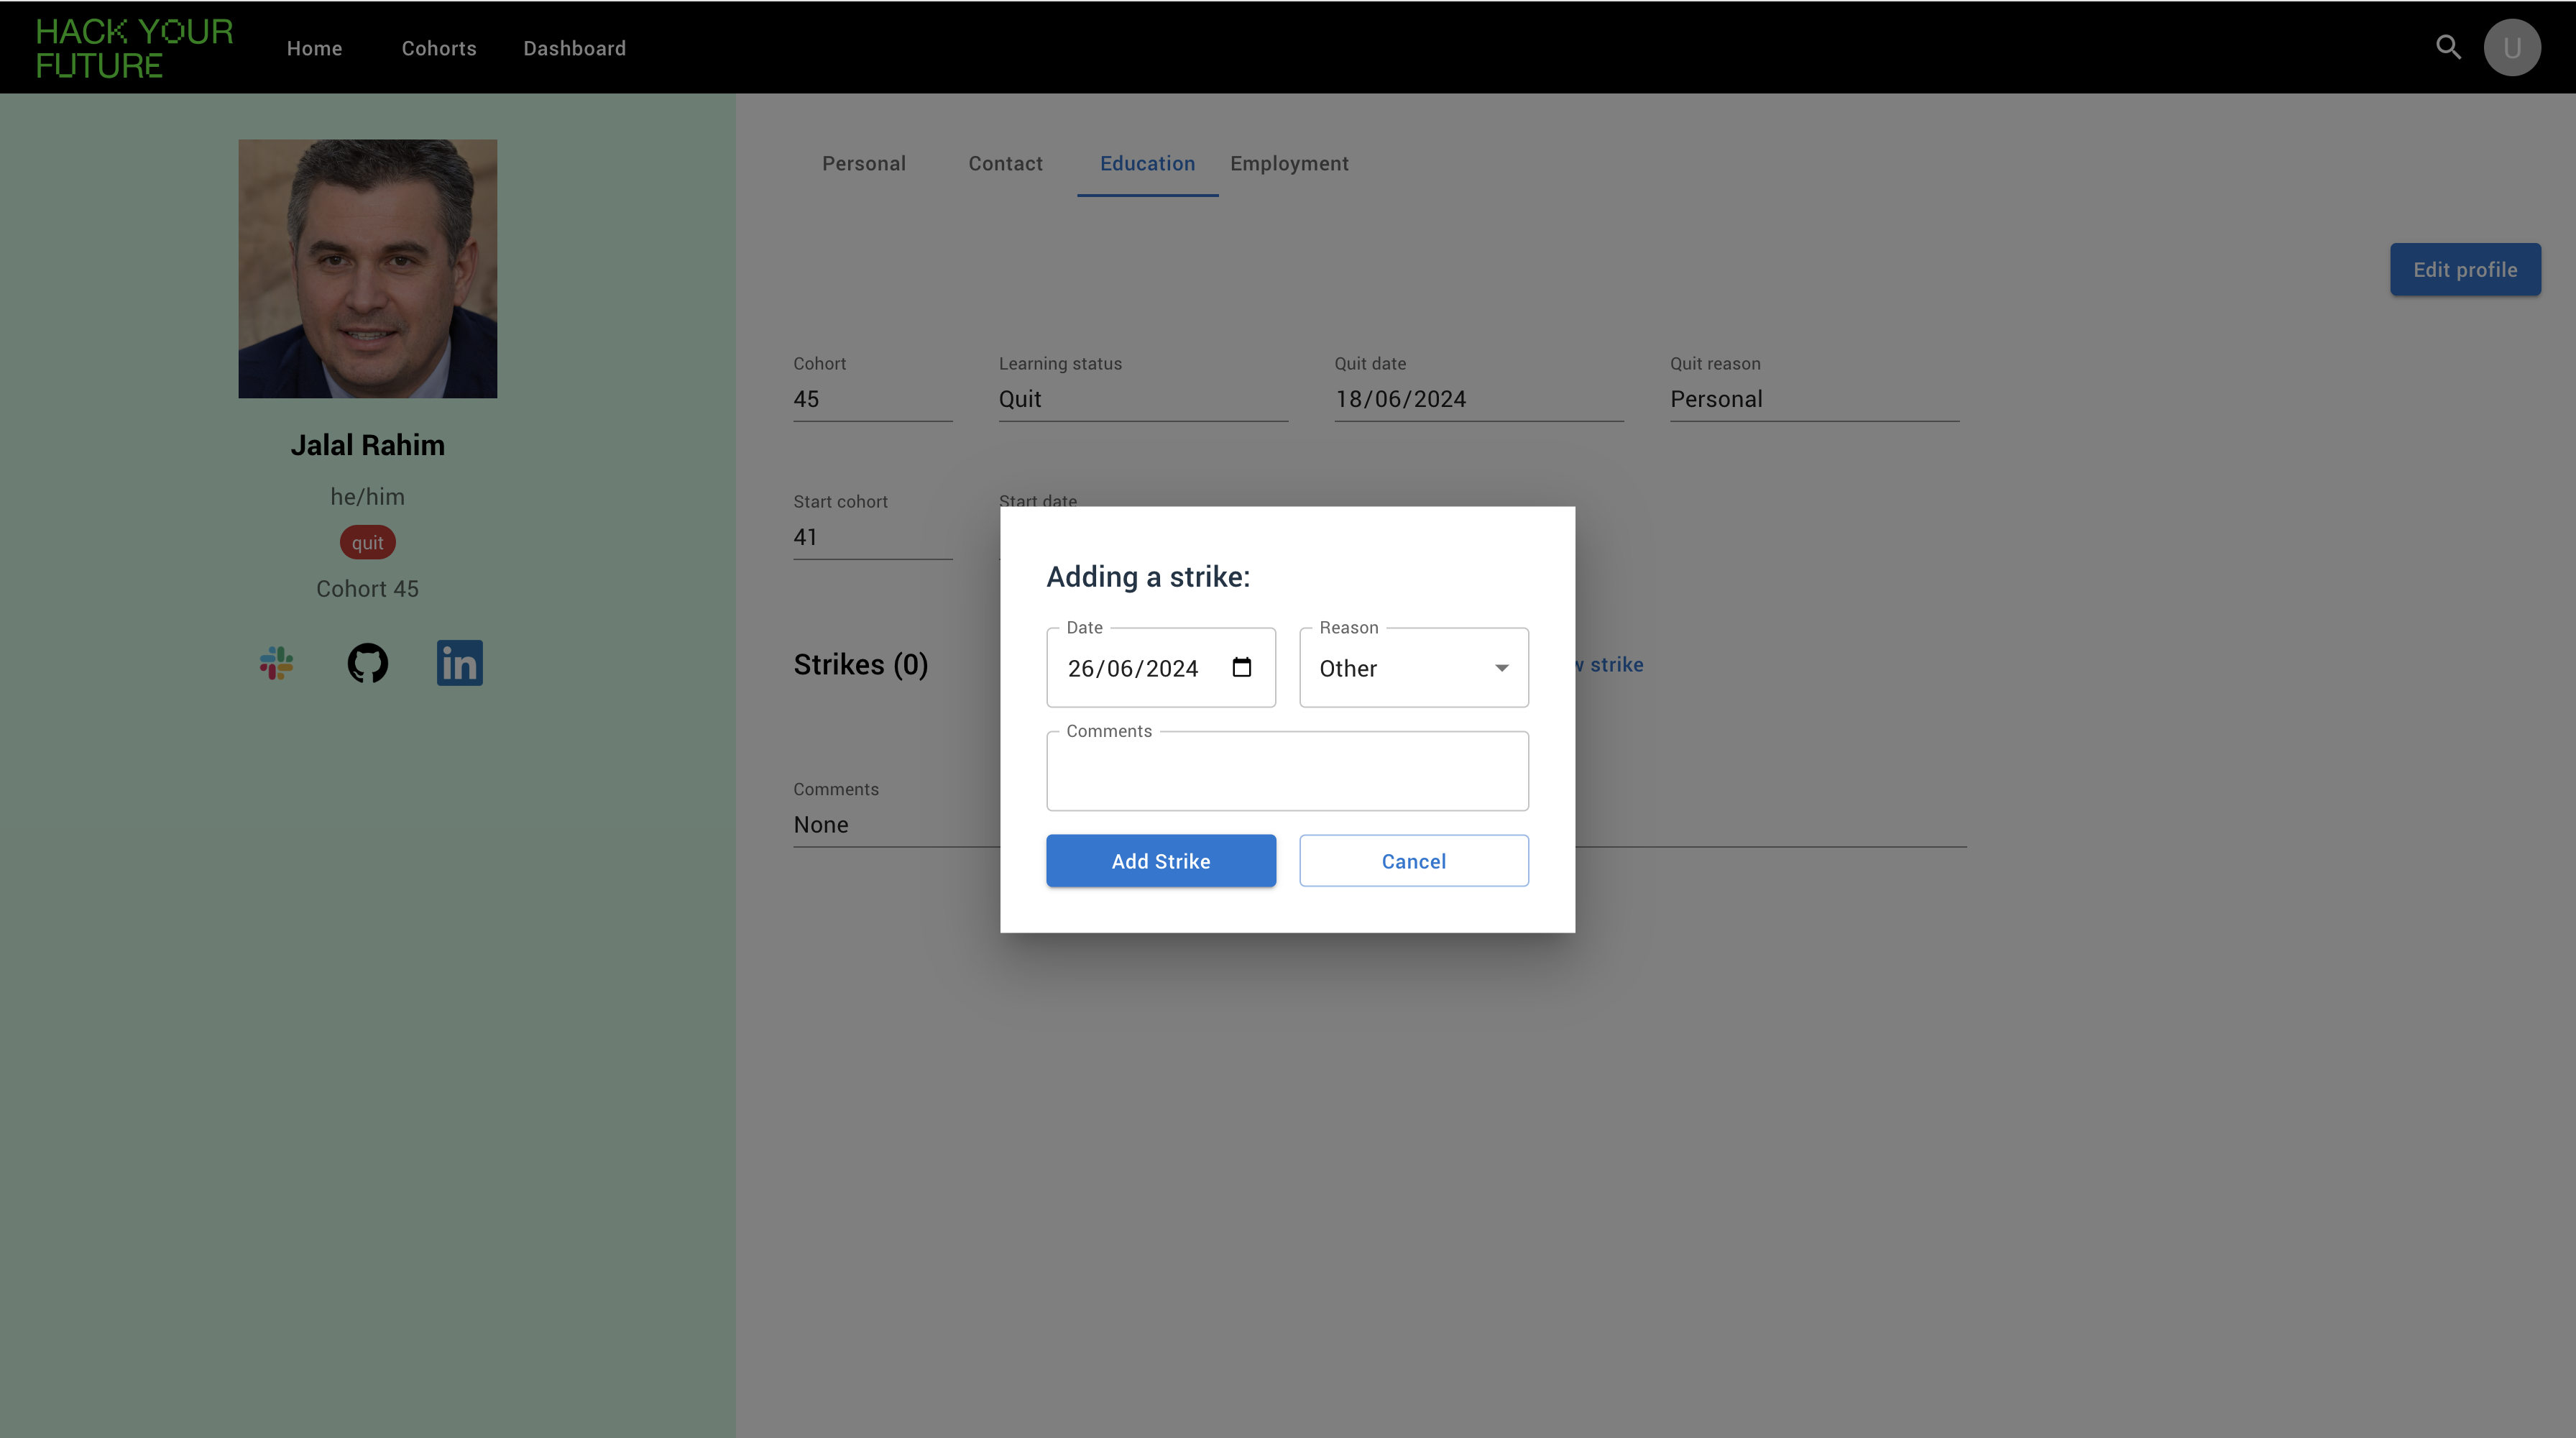 HACK YOUR
FUTURE
Home Cohorts Dashboard
U
Jalal Rahim
he/him
quit
Cohort 45
in
Personal Contact Education Employment
Edit profile
Cohort Learning status Quit date Quit reason
45 Quit 18/06/2024 Personal
Start cohort Start date
41
Strikes (0)
strike
Comments
None
Adding a strike:
Date Reason
26/06/2024 Other
Comments
Add Strike Cancel